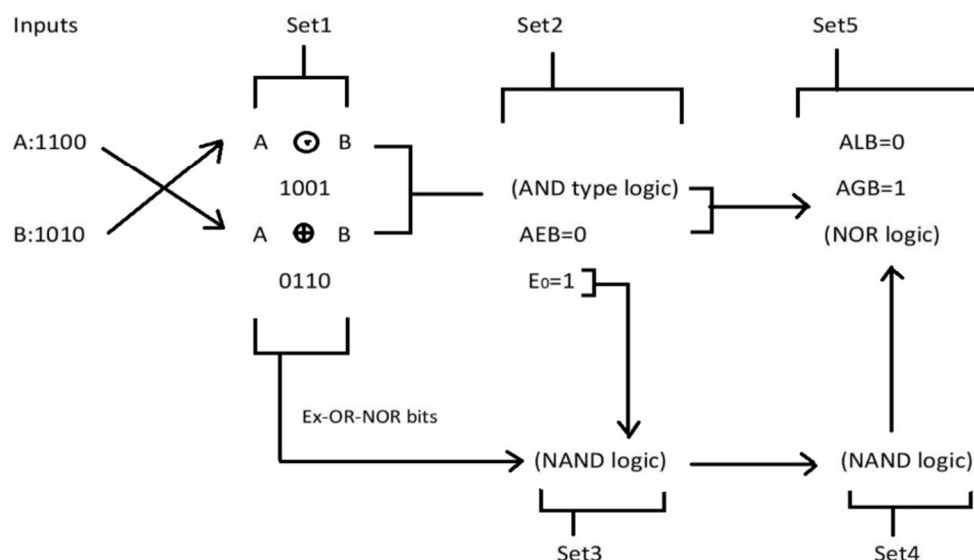 Inputs
Set1
Set2
Set5
A:1100
A ⊙ B
ALB=0
1001
(AND type logic)
AGB=1
B:1010
A ⊕ B
AEB=0
(NOR logic)
0110
E₀=1
Ex-OR-NOR bits
(NAND logic)
(NAND logic)
Set3
Set4